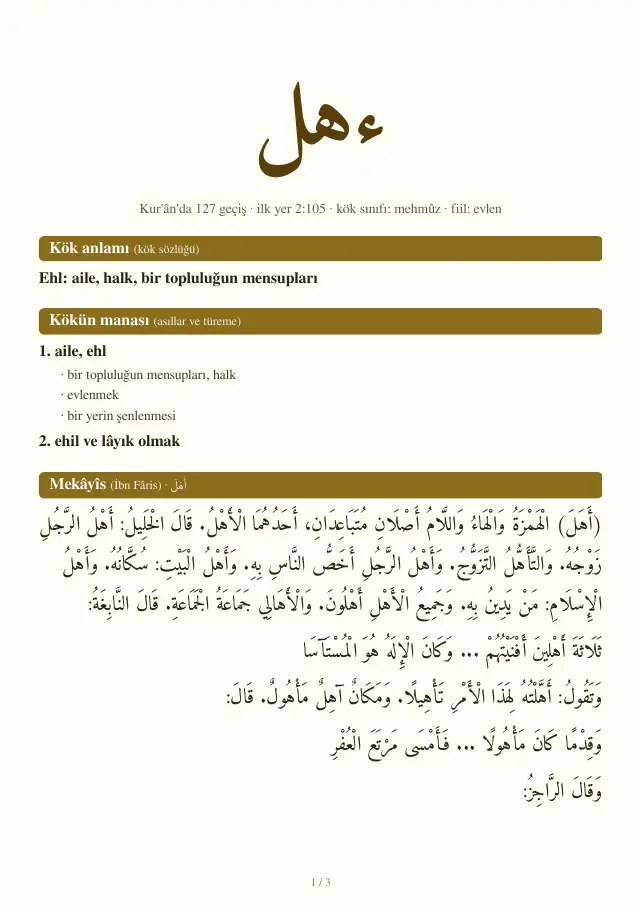 ءهل
Kur'ân'da 127 geçiş · ilk yer 2:105 · kök sınıfı: mehmûz · fiil: evlen
Kök anlamı (kök sözlüğü)
Ehl: aile, halk, bir topluluğun mensupları
Kökün manası (asıllar ve türeme)
1. aile, ehl
· bir topluluğun mensupları, halk
· evlenmek
· bir yerin şenlenmesi
2. ehil ve lâyık olmak
Mekâyîs (İbn Fâris) · أَهَلَ
(أَهَلَ) الْهَمْزَةُ وَالْهَاءُ وَاللَّامُ أَصْلَانِ مُتَبَاعِدَانِ، أَحَدُهُمَا الْأَهْلُ. قَالَ الْخَلِيلُ: أَهْلُ الرَّجُلِ
زَوْجُهُ. وَالتَّأَهُّلُ التَّزَوُّجُ. وَأَهْلُ الرَّجُلِ أَخَصُّ النَّاسِ بِهِ. وَأَهْلُ الْبَيْتِ: سُكَّانُهُ. وَأَهْلُ
الْإِسْلَامِ: مَنْ يَدِينُ بِهِ. وَجَمِيعُ الْأَهْلِ أَهْلُونَ. وَالْأَهَالِي جَمَاعَةُ الْجَمَاعَةِ. قَالَ النَّابِغَةُ:
ثَلَاثَةَ أَهْلِينَ أَفْنَيْتُهُمْ ... وَكَانَ الْإِلَهُ هُوَ الْمُسْتَآسَا
وَتَقُولُ: أَهَّلْتُهُ لِهَذَا الْأَمْرِ تَأْهِيلًا. وَمَكَانٌ آهِلٌ مَأْهُولٌ. قَالَ:
وَقِدْمًا كَانَ مَأْهُولًا ... فَأَمْسَى مَرْتَعَ الْعُفْرِ
وَقَالَ الرَّاجِزُ:
1 / 3